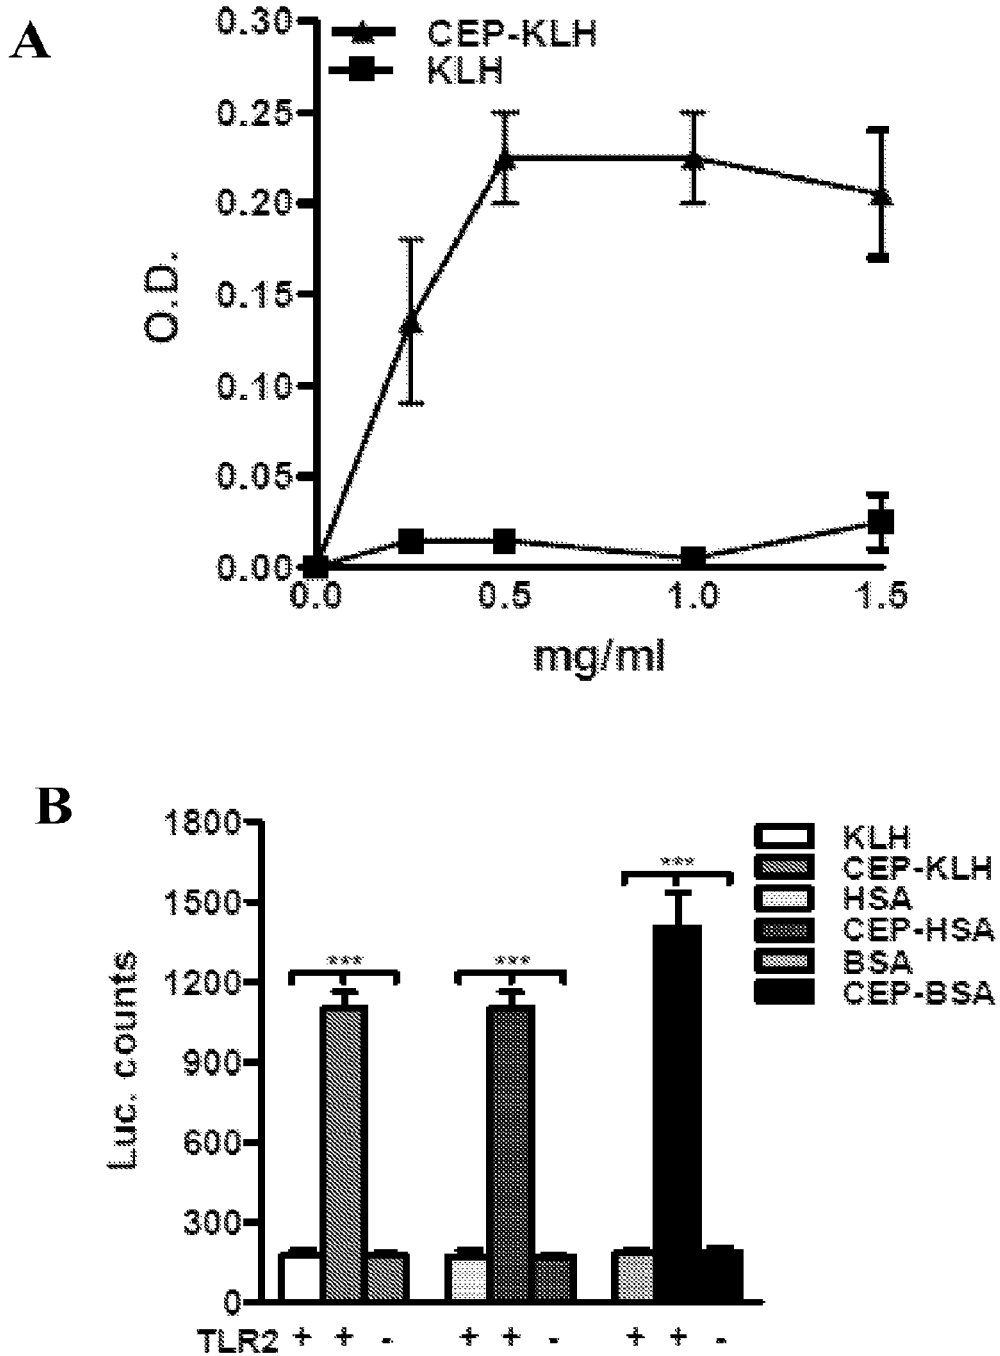 A
0.30
CEP-KLH
KLH
0.25
0.20
0.15
0.10
0.05
0.00
O.D.
0.0 0.5 1.0 1.5
mg/ml
B
1800
1500
1200
900
600
300
0
Luc. counts
***
***
***
KLH
CEP-KLH
HSA
CEP-HSA
BSA
CEP-BSA
TLR2 + + - + + - + + -